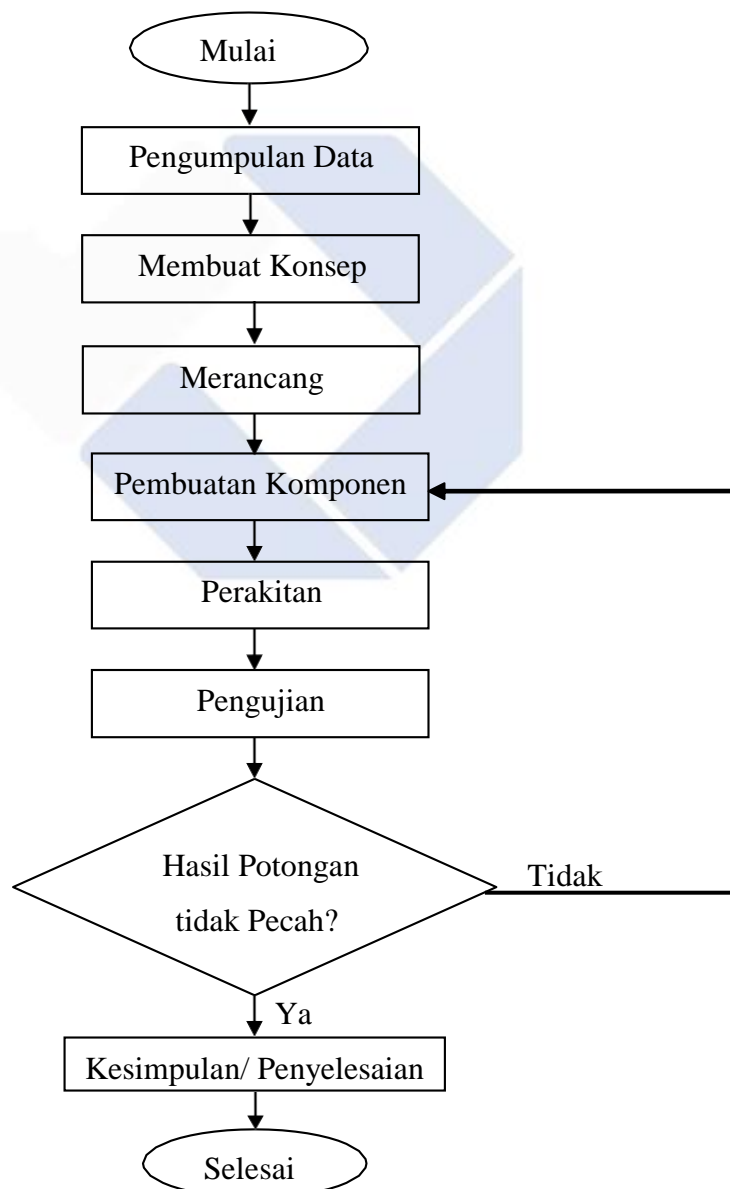 Mulai
Pengumpulan Data
Membuat Konsep
Merancang
Pembuatan Komponen
Perakitan
Pengujian
Hasil Potongan
tidak Pecah?
Tidak
Ya
Kesimpulan/ Penyelesaian
Selesai